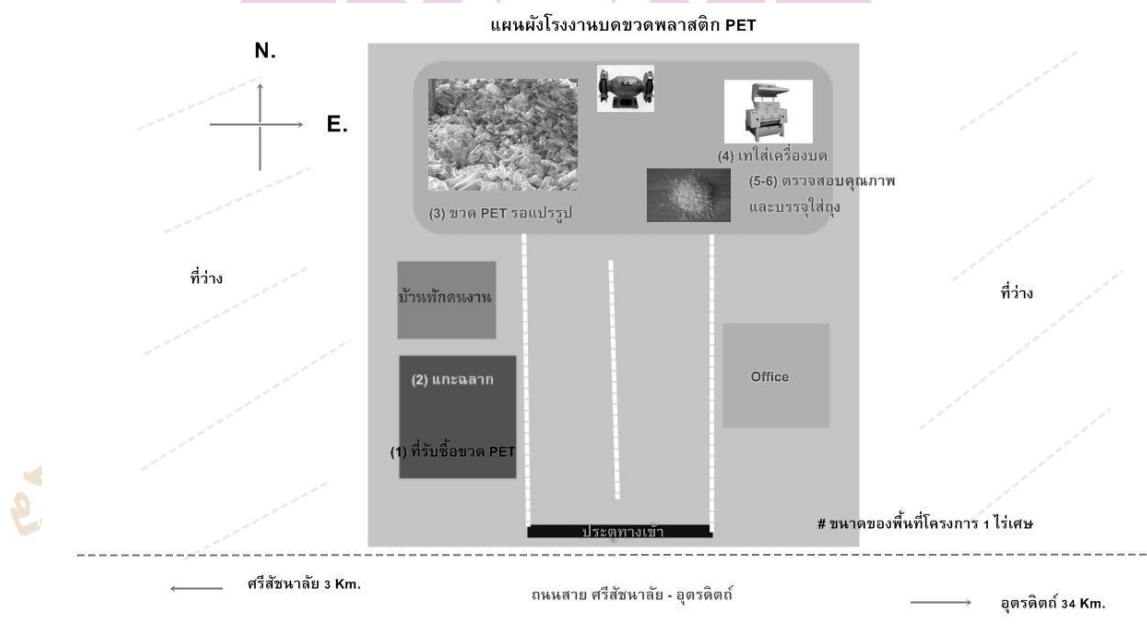 แผนผังโรงงานบดขวดพลาสติก PET
N.
E.
(4) เทใส่เครื่องบด
(5-6) ตรวจสอบคุณภาพ
และบรรจุใส่ถุง
(3) ขวด PET รอแปรรูป
ที่ว่าง
บ้านพักคนงาน
ที่ว่าง
(2) แกะฉลาก
Office
(1) ที่รับซื้อขวด PET
# ขนาดของพื้นที่โครงการ 1 ไร่เศษ
ประตูทางเข้า
ศรีสัชนาลัย 3 Km.
ถนนสาย ศรีสัชนาลัย - อุตรดิตถ์
อุตรดิตถ์ 34 Km.